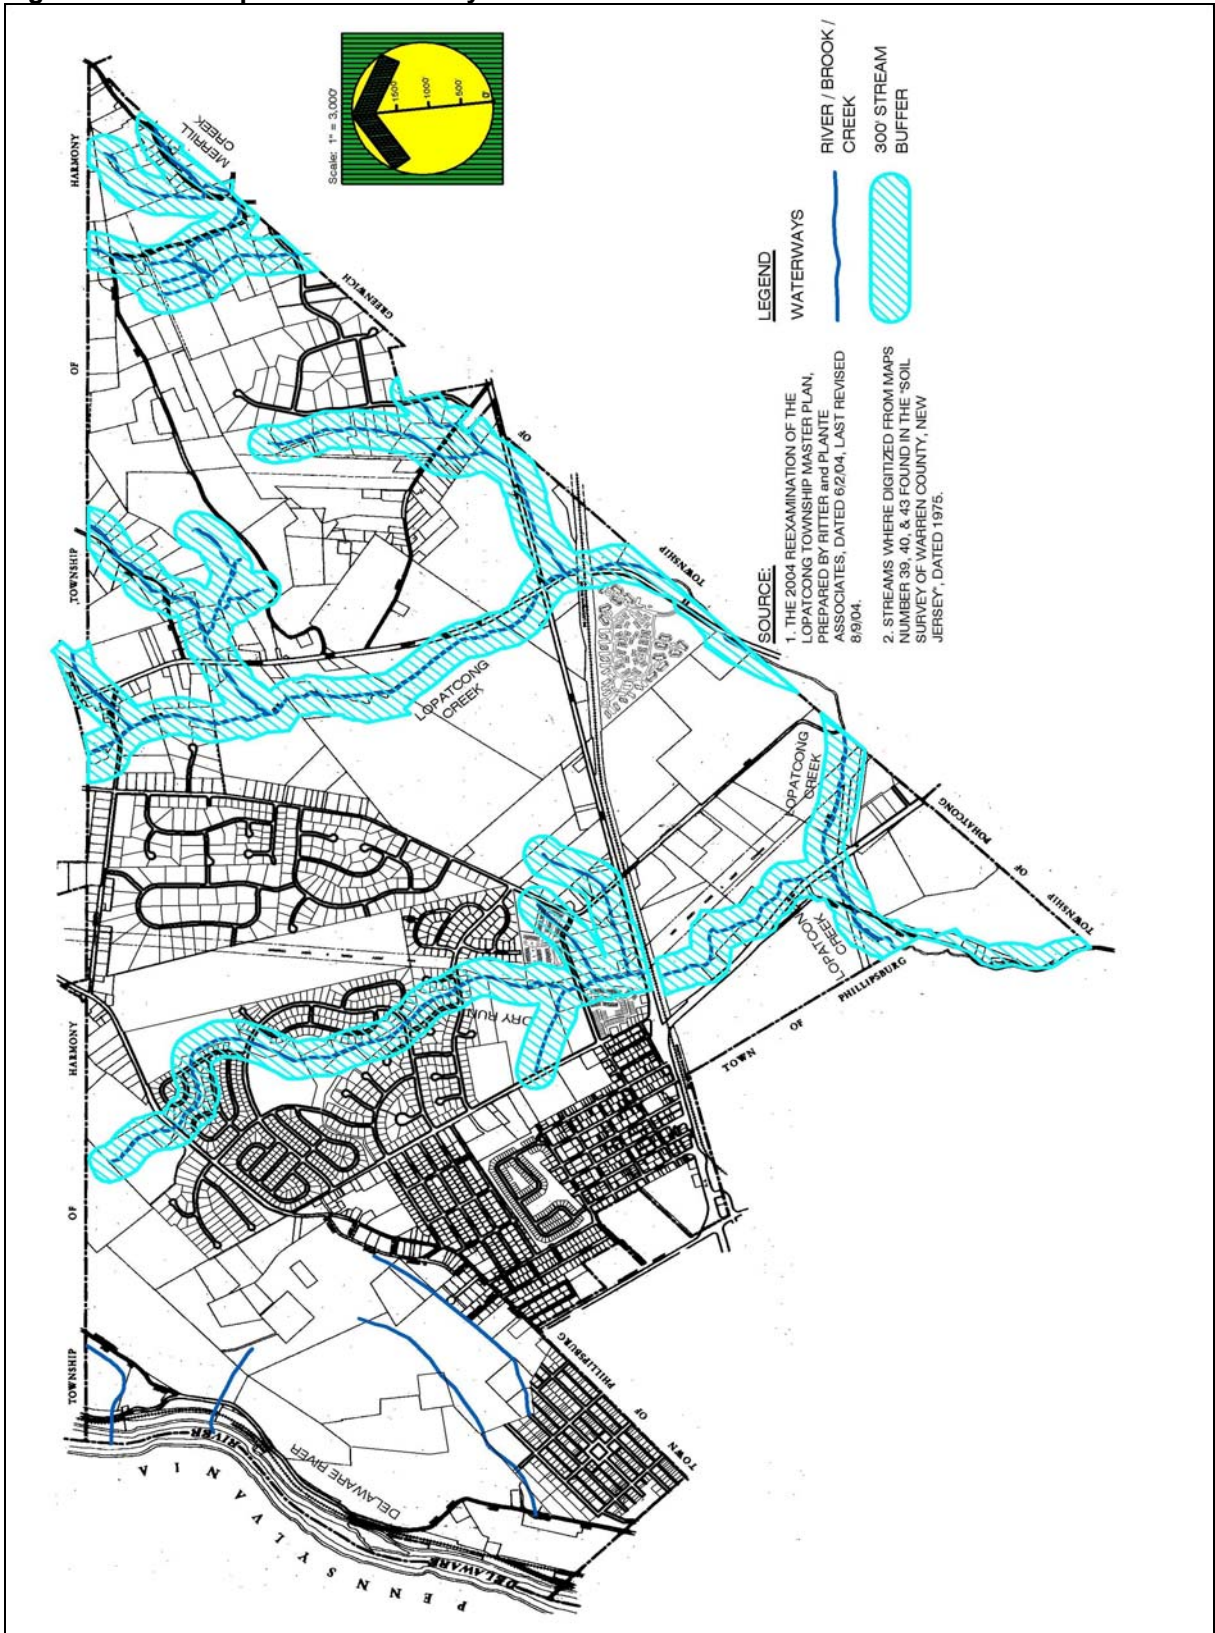 Scale: 1" = 3,000'
1500'
1000'
500'
0'
HARMONY
OF
TOWNSHIP
HARMONY
OF
TOWNSHIP
MERRILL
CREEK
GREENWICH
OF
TOWNSHIP
LOPATCONG
CREEK
LOPATCONG
CREEK
LOPATCON
CREEK
DRY RUN
POHATCONG
OF
TOWNSHIP
PHILLIPSBURG
OF
TOWN
PHILLIPSBURG
OF
TOWN
RIVER
DELAWARE RIVER
DELAWARE
PENNSYLVANIA
LEGEND
WATERWAYS
RIVER / BROOK /
CREEK
300' STREAM
BUFFER
SOURCE:
1. THE 2004 REEXAMINATION OF THE
LOPATCONG TOWNSHIP MASTER PLAN,
PREPARED BY RITTER and PLANTE
ASSOCIATES, DATED 6/2/04, LAST REVISED
8/9/04.
2. STREAMS WHERE DIGITIZED FROM MAPS
NUMBER 39, 40, & 43 FOUND IN THE "SOIL
SURVEY OF WARREN COUNTY, NEW
JERSEY", DATED 1975.